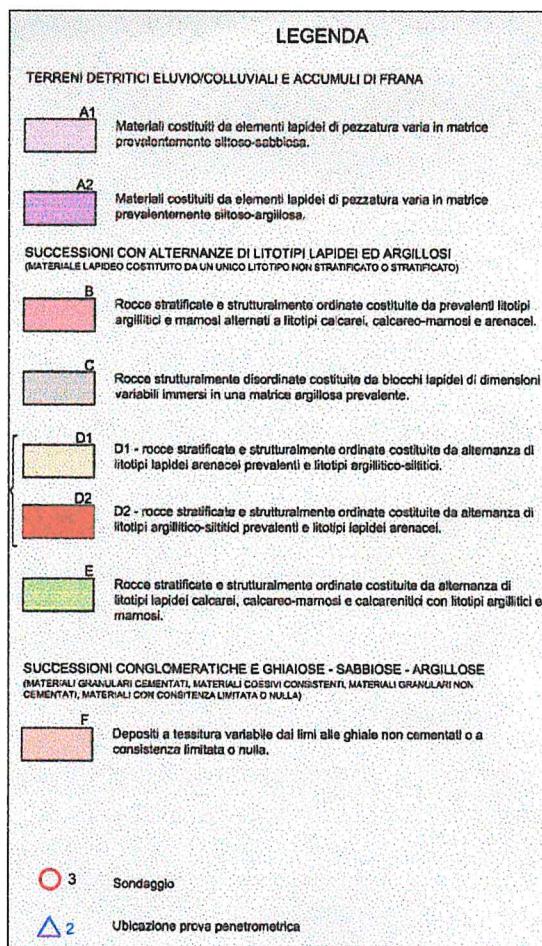 LEGENDA
TERRENI DETRITICI ELUVIO/COLLUVIALI E ACCUMULI DI FRANA
A1
Materiali costituiti da elementi lapidei di pezzatura varia in matrice
prevalentemente siltoso-sabbiosa.
A2
Materiali costituiti da elementi lapidei di pezzatura varia in matrice
prevalentemente siltoso-argillosa.
SUCCESSIONI CON ALTERNANZE DI LITOTIPI LAPIDEI ED ARGILLOSI
(MATERIALE LAPIDEO COSTITUITO DA UN UNICO LITOTIPO NON STRATIFICATO O STRATIFICATO)
B
Rocce stratificate e strutturalmente ordinate costituite da prevalenti litotipi
argillitici e marnosi alternati a litotipi calcarei, calcareo-marnosi e arenacei.
C
Rocce strutturalmente disordinate costituite da blocchi lapidei di dimensioni
variabili immersi in una matrice argillosa prevalente.
D1
D1 - rocce stratificate e strutturalmente ordinate costituite da alternanza di
litotipi lapidei arenacei prevalenti e litotipi argillitico-siltitici.
D2
D2 - rocce stratificate e strutturalmente ordinate costituite da alternanza di
litotipi argillitico-siltitici prevalenti e litotipi lapidei arenacei.
E
Rocce stratificate e strutturalmente ordinate costituite da alternanza di
litotipi lapidei calcarei, calcareo-marnosi e calcarenitici con litotipi argillitici e
marnosi.
SUCCESSIONI CONGLOMERATICHE E GHIAIOSE - SABBIOSE - ARGILLOSE
(MATERIALI GRANULARI CEMENTATI, MATERIALI COESIVI CONSISTENTI, MATERIALI GRANULARI NON
CEMENTATI, MATERIALI CON CONSITENZA LIMITATA O NULLA)
F
Depositi a tessitura variabile dai limi alle ghiaie non cementati o a
consistenza limitata o nulla.
3 Sondaggio
2 Ubicazione prova penetrometrica